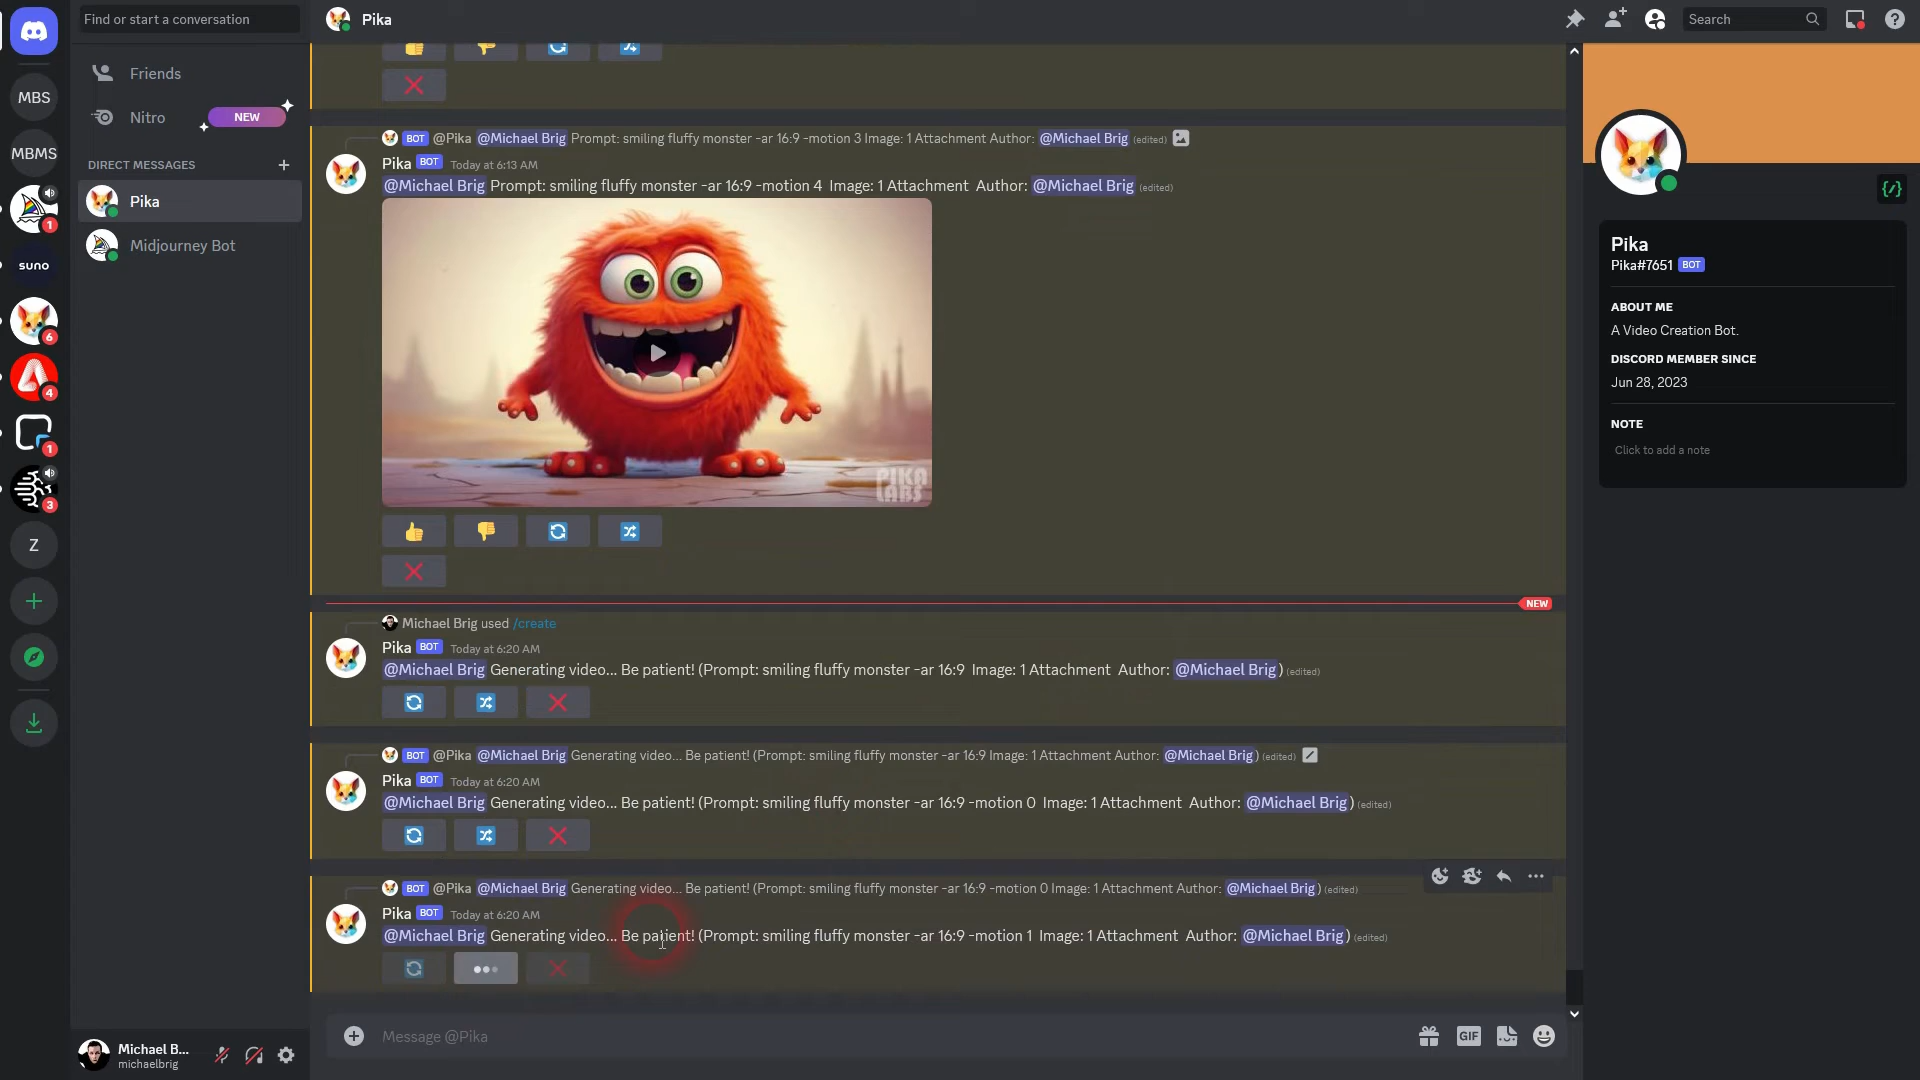 Find or start a conversation
Pika
Search
MBS
Friends
MBMS
Nitro
NEW
DIRECT MESSAGES
Pika
Midjourney Bot
1
suno
6
4
1
3
Z
BOT @Pika @Michael Brig Prompt: smiling fluffy monster -ar 16:9 -motion 3 Image: 1 Attachment Author: @Michael Brig (edited)
Pika BOT Today at 6:13 AM
@Michael Brig Prompt: smiling fluffy monster -ar 16:9 -motion 4 Image: 1 Attachment Author: @Michael Brig (edited)
PIKA
LABS
NEW
Michael Brig used /create
Pika BOT Today at 6:20 AM
@Michael Brig Generating video... Be patient! (Prompt: smiling fluffy monster -ar 16:9 Image: 1 Attachment Author: @Michael Brig) (edited)
BOT @Pika @Michael Brig Generating video... Be patient! (Prompt: smiling fluffy monster -ar 16:9 Image: 1 Attachment Author: @Michael Brig) (edited)
Pika BOT Today at 6:20 AM
@Michael Brig Generating video... Be patient! (Prompt: smiling fluffy monster -ar 16:9 -motion 0 Image: 1 Attachment Author: @Michael Brig) (edited)
BOT @Pika @Michael Brig Generating video... Be patient! (Prompt: smiling fluffy monster -ar 16:9 -motion 0 Image: 1 Attachment Author: @Michael Brig) (edited)
Pika BOT Today at 6:20 AM
@Michael Brig Generating video... Be patient! (Prompt: smiling fluffy monster -ar 16:9 -motion 1 Image: 1 Attachment Author: @Michael Brig) (edited)
Message @Pika
GIF
Michael B...
michaelbrig
Pika
Pika#7651 BOT
ABOUT ME
A Video Creation Bot.
DISCORD MEMBER SINCE
Jun 28, 2023
NOTE
Click to add a note